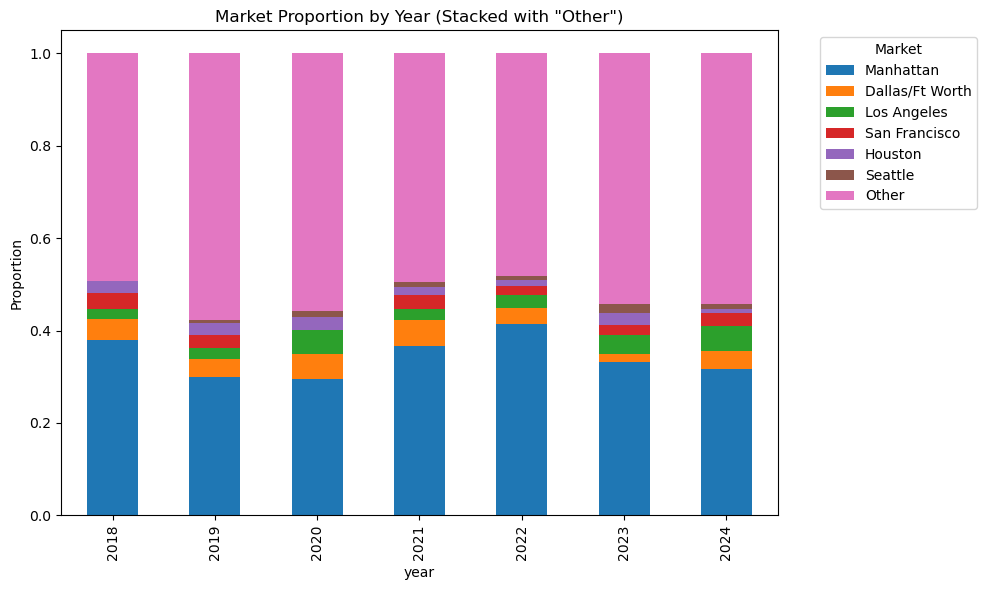 Market Proportion by Year (Stacked with "Other")
Proportion
1.0
0.8
0.6
0.4
0.2
0.0
2018
2019
2020
2021
2022
2023
2024
year
Market
Manhattan
Dallas/Ft Worth
Los Angeles
San Francisco
Houston
Seattle
Other